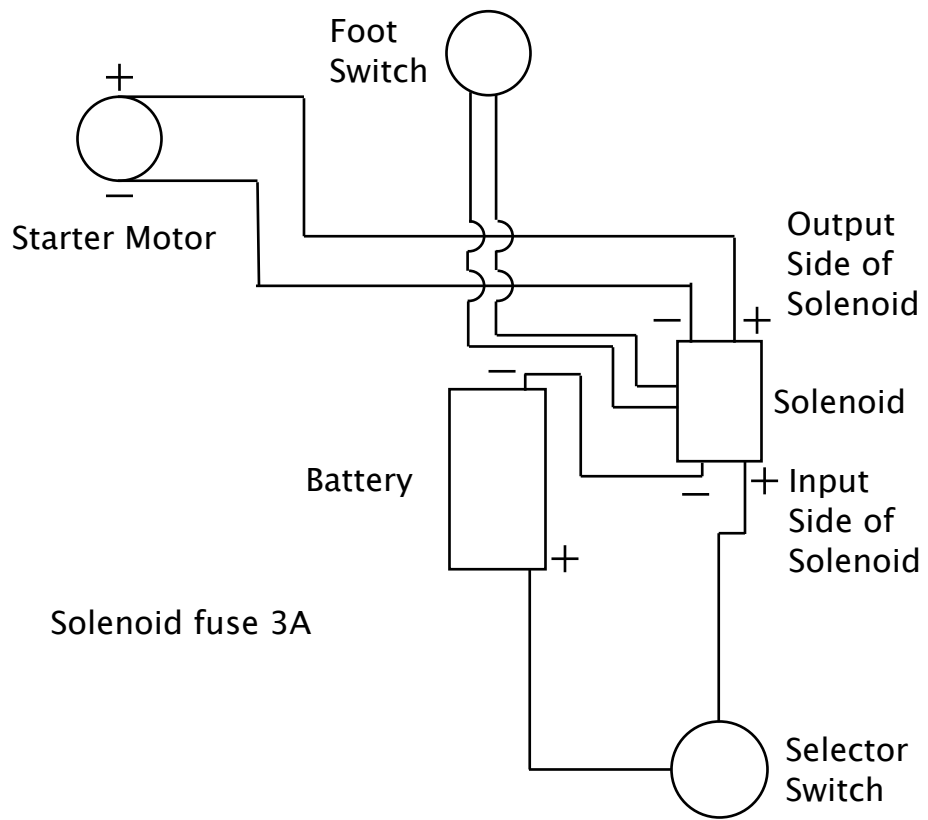 Foot
Switch
+
−
Starter Motor
Output
Side of
Solenoid
−
+
Solenoid
−
Battery
+
−
+
Input
Side of
Solenoid
Solenoid fuse 3A
Selector
Switch